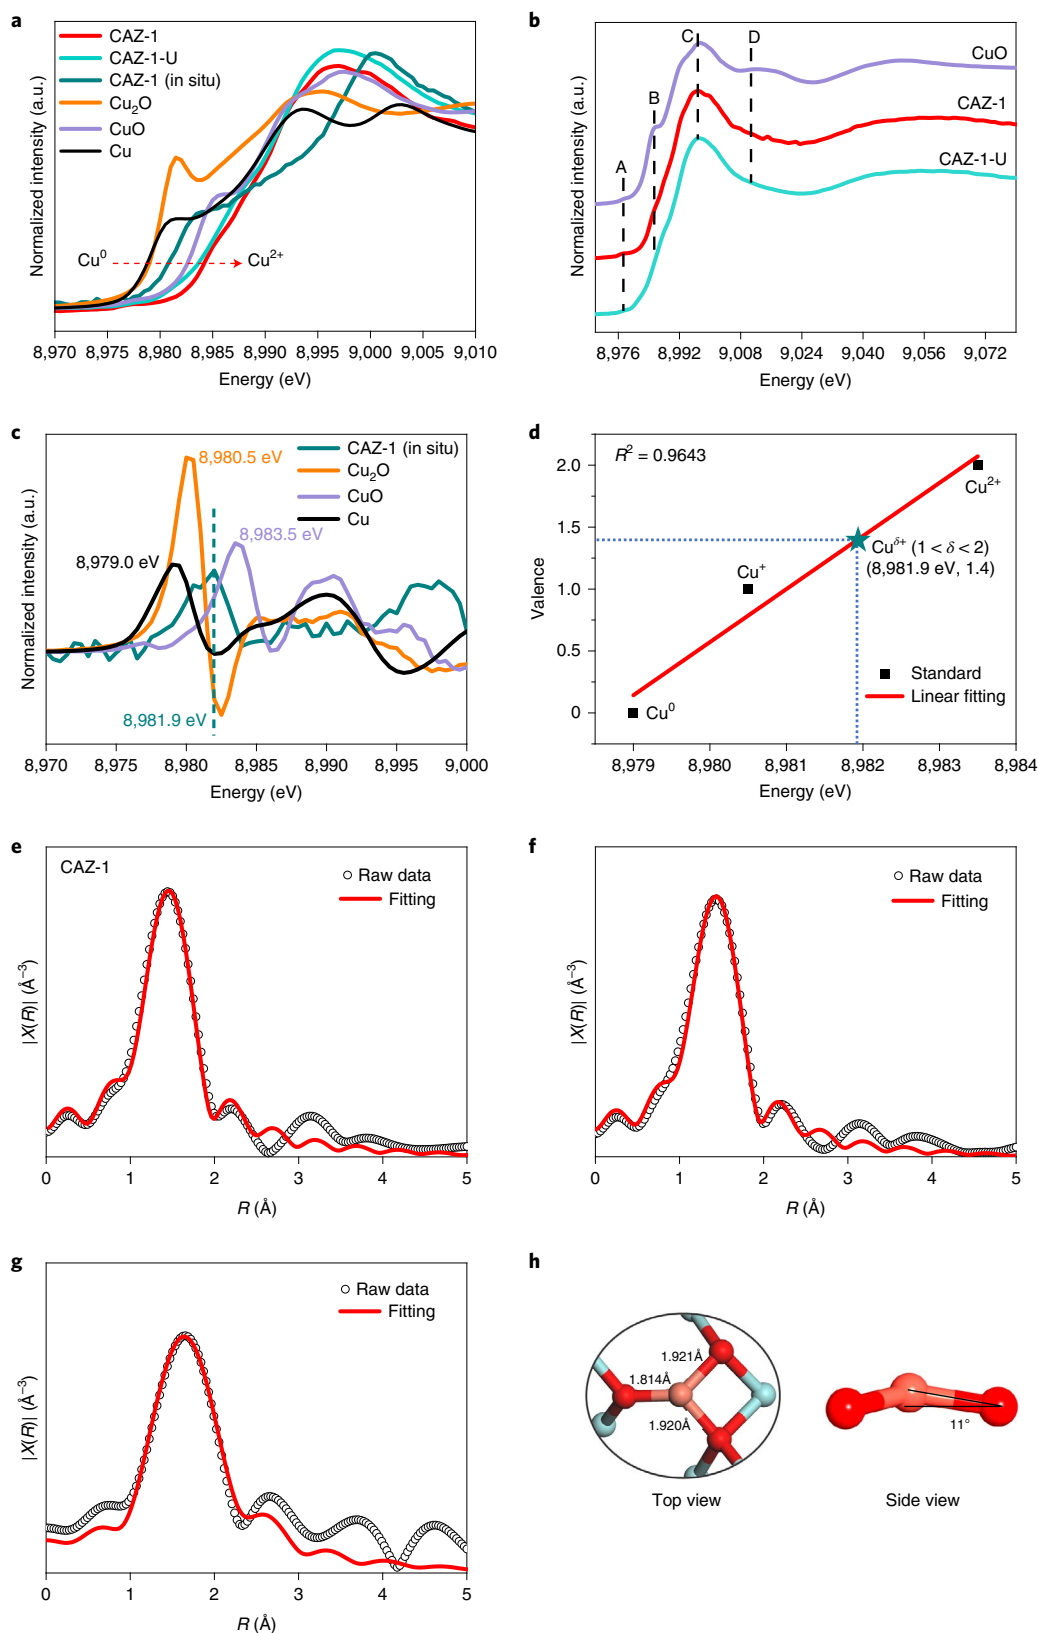 a
CAZ-1
CAZ-1-U
CAZ-1 (in situ)
Cu₂O
CuO
Cu
Cu⁰
Cu²⁺
Normalized intensity (a.u.)
8,970 8,975 8,980 8,985 8,990 8,995 9,000 9,005 9,010
Energy (eV)
b
A
B
C
D
CuO
CAZ-1
CAZ-1-U
Normalized intensity (a.u.)
8,976 8,992 9,008 9,024 9,040 9,056 9,072
Energy (eV)
c
CAZ-1 (in situ)
Cu₂O
CuO
Cu
8,980.5 eV
8,983.5 eV
8,979.0 eV
8,981.9 eV
Normalized intensity (a.u.)
8,970 8,975 8,980 8,985 8,990 8,995 9,000
Energy (eV)
d
R² = 0.9643
Cu²⁺
Cuᵟ⁺ (1 < δ < 2)
(8,981.9 eV, 1.4)
Cu⁺
Cu⁰
Standard
Linear fitting
Valence
2.0
1.5
1.0
0.5
0
8,979 8,980 8,981 8,982 8,983 8,984
Energy (eV)
e
CAZ-1
Raw data
Fitting
|X(R)| (Å⁻³)
0 1 2 3 4 5
R (Å)
f
Raw data
Fitting
|X(R)| (Å⁻³)
0 1 2 3 4 5
R (Å)
g
Raw data
Fitting
|X(R)| (Å⁻³)
0 1 2 3 4 5
R (Å)
h
1.921Å
1.814Å
1.920Å
11°
Top view
Side view